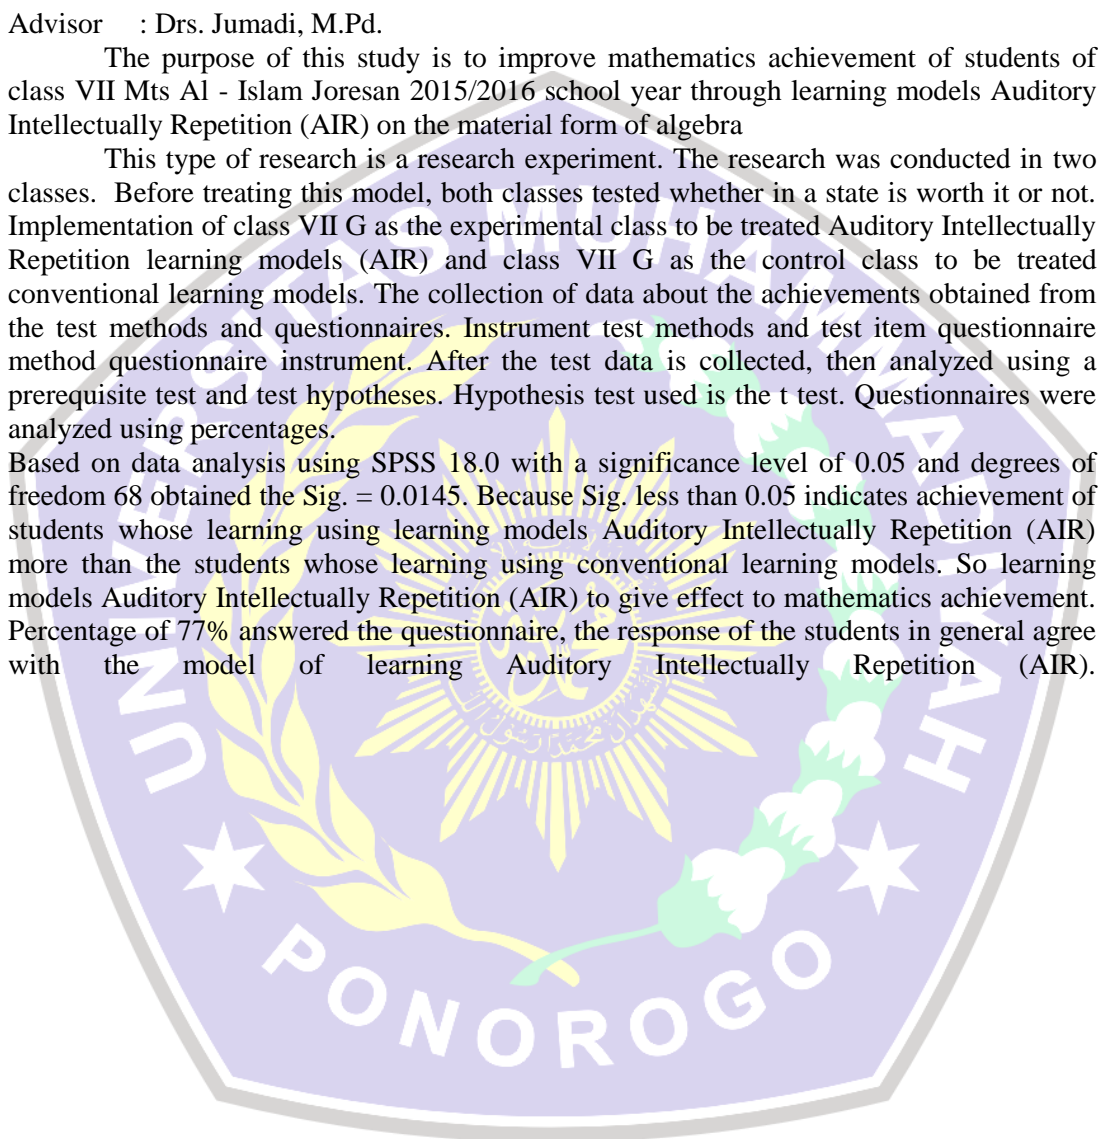 Advisor : Drs. Jumadi, M.Pd.
The purpose of this study is to improve mathematics achievement of students of
class VII Mts Al - Islam Joresan 2015/2016 school year through learning models Auditory
Intellectually Repetition (AIR) on the material form of algebra
This type of research is a research experiment. The research was conducted in two
classes. Before treating this model, both classes tested whether in a state is worth it or not.
Implementation of class VII G as the experimental class to be treated Auditory Intellectually
Repetition learning models (AIR) and class VII G as the control class to be treated
conventional learning models. The collection of data about the achievements obtained from
the test methods and questionnaires. Instrument test methods and test item questionnaire
method questionnaire instrument. After the test data is collected, then analyzed using a
prerequisite test and test hypotheses. Hypothesis test used is the t test. Questionnaires were
analyzed using percentages.
Based on data analysis using SPSS 18.0 with a significance level of 0.05 and degrees of
freedom 68 obtained the Sig. = 0.0145. Because Sig. less than 0.05 indicates achievement of
students whose learning using learning models Auditory Intellectually Repetition (AIR)
more than the students whose learning using conventional learning models. So learning
models Auditory Intellectually Repetition (AIR) to give effect to mathematics achievement.
Percentage of 77% answered the questionnaire, the response of the students in general agree
with the model of learning Auditory Intellectually Repetition (AIR).
UNIVERSITAS MUHAMMADIYAH
PONOROGO